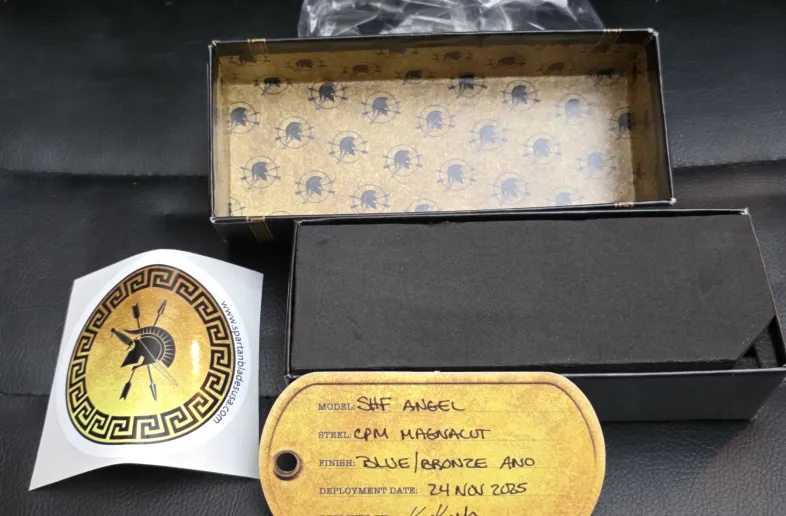 www.spartanbladesusa.com
MODEL: SHF ANGEL
STEEL: CPM MAGNACUT
FINISH: BLUE/BRONZE ANO
DEPLOYMENT DATE: 24 NOV 2025